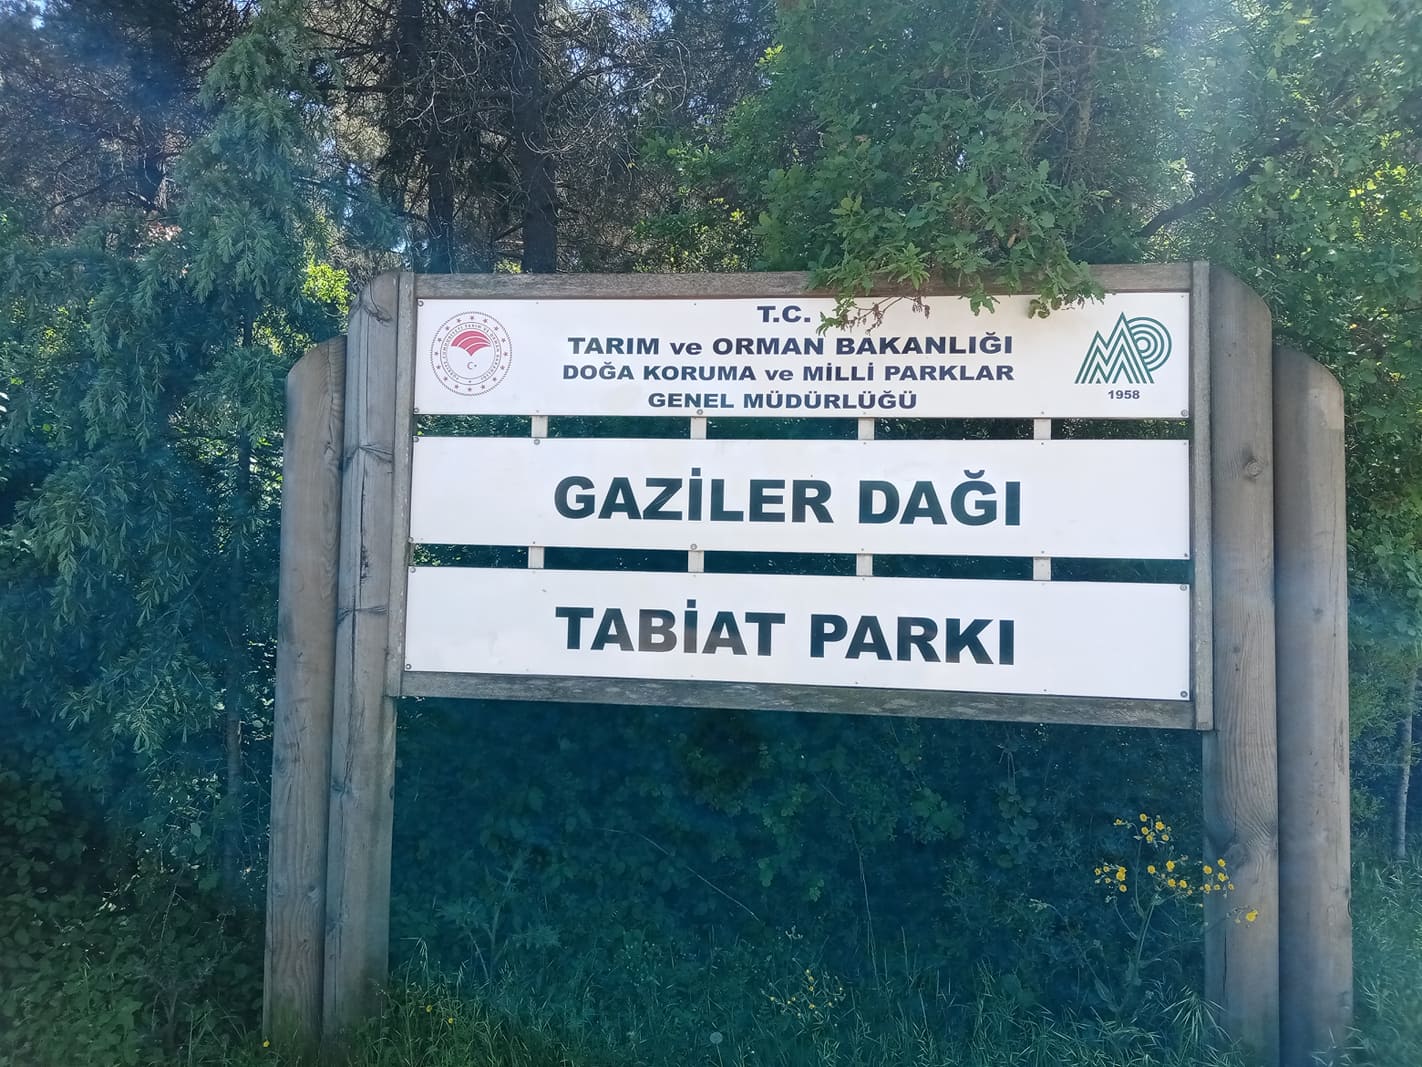 T.C.
TARIM ve ORMAN BAKANLIĞI
DOĞA KORUMA ve MİLLİ PARKLAR
GENEL MÜDÜRLÜĞÜ
1958
GAZİLER DAĞI
TABİAT PARKI